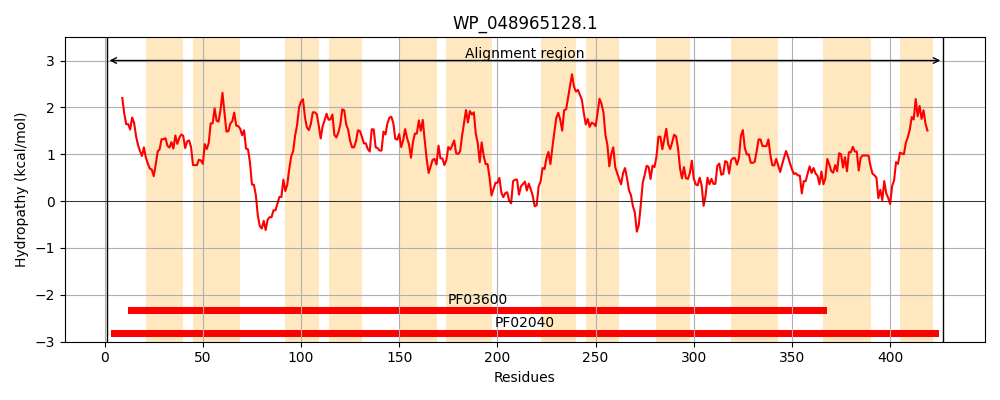 WP_048965128.1
Alignment region
3
2
1
0
−1
−2
−3
Hydropathy (kcal/mol)
PF03600
PF02040
0 50 100 150 200 250 300 350 400
Residues